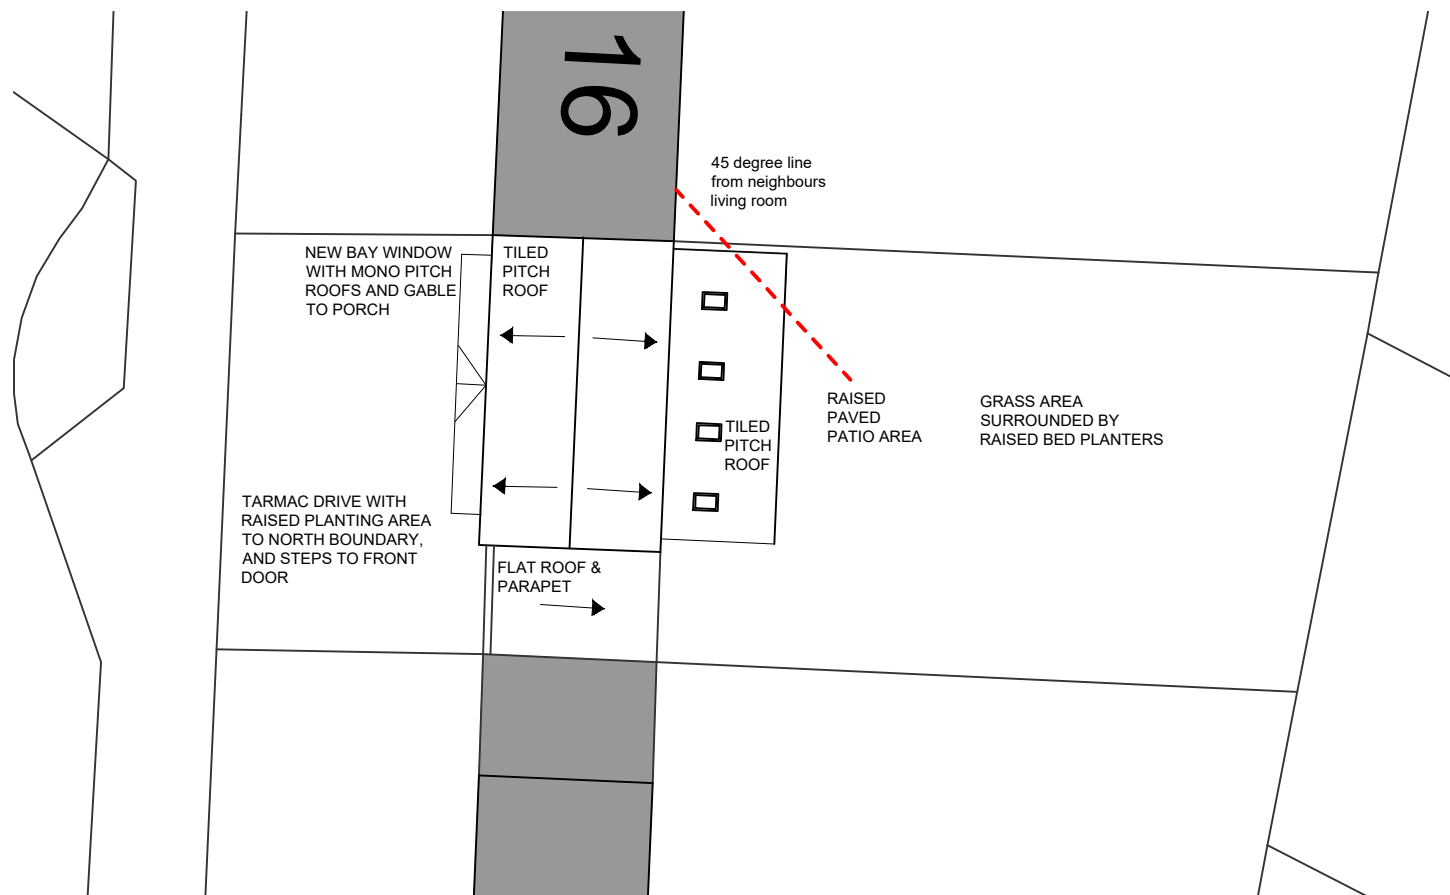 16
45 degree line
from neighbours
living room
NEW BAY WINDOW
WITH MONO PITCH
ROOFS AND GABLE
TO PORCH
TILED
PITCH
ROOF
RAISED
PAVED
PATIO AREA
GRASS AREA
SURROUNDED BY
RAISED BED PLANTERS
TILED
PITCH
ROOF
TARMAC DRIVE WITH
RAISED PLANTING AREA
TO NORTH BOUNDARY,
AND STEPS TO FRONT
DOOR
FLAT ROOF &
PARAPET